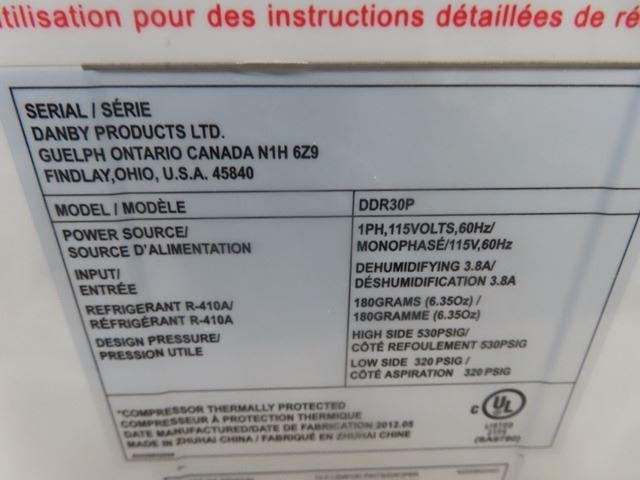 utilisation pour des instructions détaillées de ré
SERIAL / SÉRIE
DANBY PRODUCTS LTD.
GUELPH ONTARIO CANADA N1H 6Z9
FINDLAY,OHIO, U.S.A. 45840
MODEL / MODÈLE DDR30P
POWER SOURCE/ 1PH,115VOLTS,60Hz/
SOURCE D'ALIMENTATION MONOPHASÉ/115V,60Hz
INPUT/ DEHUMIDIFYING 3.8A/
ENTRÉE DÉSHUMIDIFICATION 3.8A
REFRIGERANT R-410A/ 180GRAMS (6.35Oz) /
RÉFRIGÉRANT R-410A 180GRAMME (6.35Oz)
DESIGN PRESSURE/ HIGH SIDE 530PSIG/
PRESSION UTILE CÔTÉ REFOULEMENT 530PSIG
LOW SIDE 320 PSIG /
CÔTÉ ASPIRATION 320 PSIG
*COMPRESSOR THERMALLY PROTECTED
COMPRESSEUR À PROTECTION THERMIQUE
DATE MANUFACTURED/DATE DE FABRICATION 2012.05
MADE IN ZHUHAI CHINA / FABRIQUÉ EN ZHUHAI CHINE
C UL
LISTED